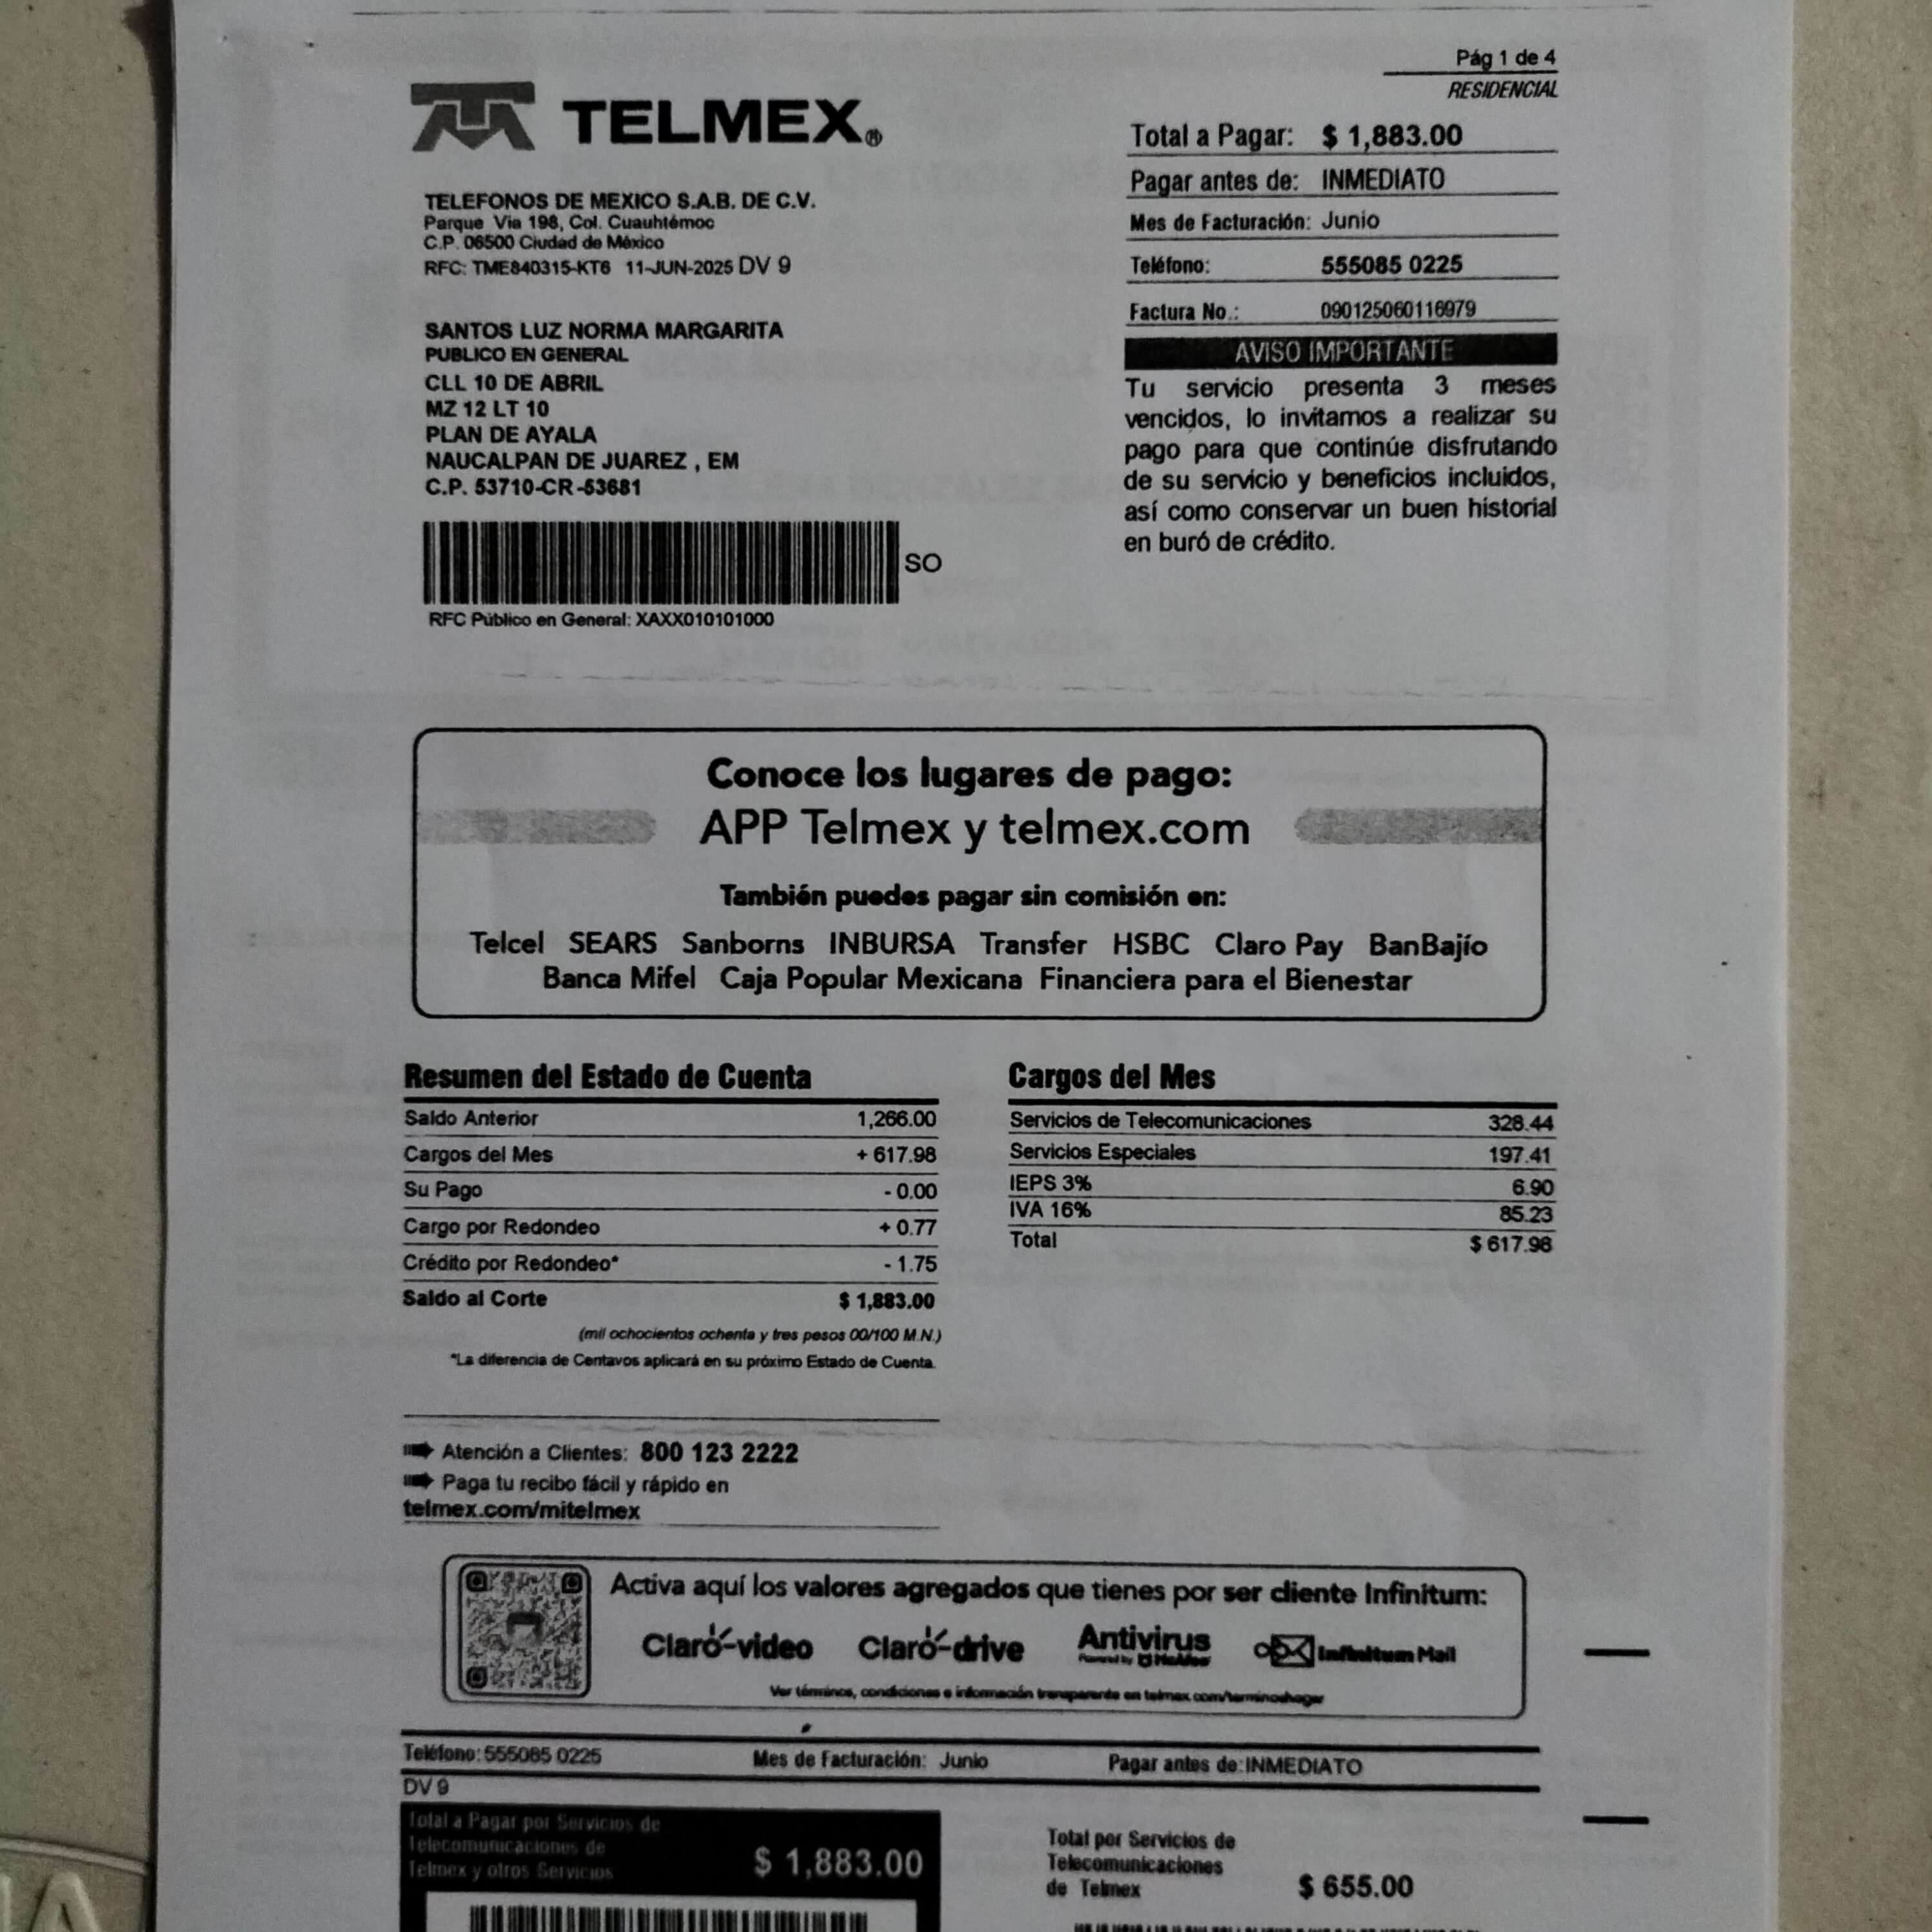 Pág 1 de 4
RESIDENCIAL
TELMEX®
TELEFONOS DE MEXICO S.A.B. DE C.V.
Parque Via 198, Col. Cuauhtémoc
C.P. 06500 Ciudad de México
RFC: TME840315-KT6 11-JUN-2025 DV 9
SANTOS LUZ NORMA MARGARITA
PUBLICO EN GENERAL
CLL 10 DE ABRIL
MZ 12 LT 10
PLAN DE AYALA
NAUCALPAN DE JUAREZ , EM
C.P. 53710-CR-53681
SO
RFC Público en General: XAXX010101000
Total a Pagar: $ 1,883.00
Pagar antes de: INMEDIATO
Mes de Facturación: Junio
Teléfono: 555085 0225
Factura No.: 090125060116979
AVISO IMPORTANTE
Tu servicio presenta 3 meses
vencidos, lo invitamos a realizar su
pago para que continúe disfrutando
de su servicio y beneficios incluidos,
así como conservar un buen historial
en buró de crédito.
Conoce los lugares de pago:
APP Telmex y telmex.com
También puedes pagar sin comisión en:
Telcel SEARS Sanborns INBURSA Transfer HSBC Claro Pay BanBajío
Banca Mifel Caja Popular Mexicana Financiera para el Bienestar
Resumen del Estado de Cuenta
Saldo Anterior 1,266.00
Cargos del Mes + 617.98
Su Pago - 0.00
Cargo por Redondeo + 0.77
Crédito por Redondeo* - 1.75
Saldo al Corte $ 1,883.00
(mil ochocientos ochenta y tres pesos 00/100 M.N.)
*La diferencia de Centavos aplicará en su próximo Estado de Cuenta.
Cargos del Mes
Servicios de Telecomunicaciones 328.44
Servicios Especiales 197.41
IEPS 3% 6.90
IVA 16% 85.23
Total $ 617.98
Atención a Clientes: 800 123 2222
Paga tu recibo fácil y rápido en
telmex.com/mitelmex
Activa aquí los valores agregados que tienes por ser cliente Infinitum:
Claro-video Claro-drive Antivirus Powered by McAfee Infinitum Mail
Ver términos, condiciones e información transparente en telmex.com/terminoshogar
Teléfono: 555085 0225 Mes de Facturación: Junio Pagar antes de: INMEDIATO
DV 9
Total a Pagar por Servicios de
Telecomunicaciones de
Telmex y otros Servicios
$ 1,883.00
Total por Servicios de
Telecomunicaciones
de Telmex
$ 655.00